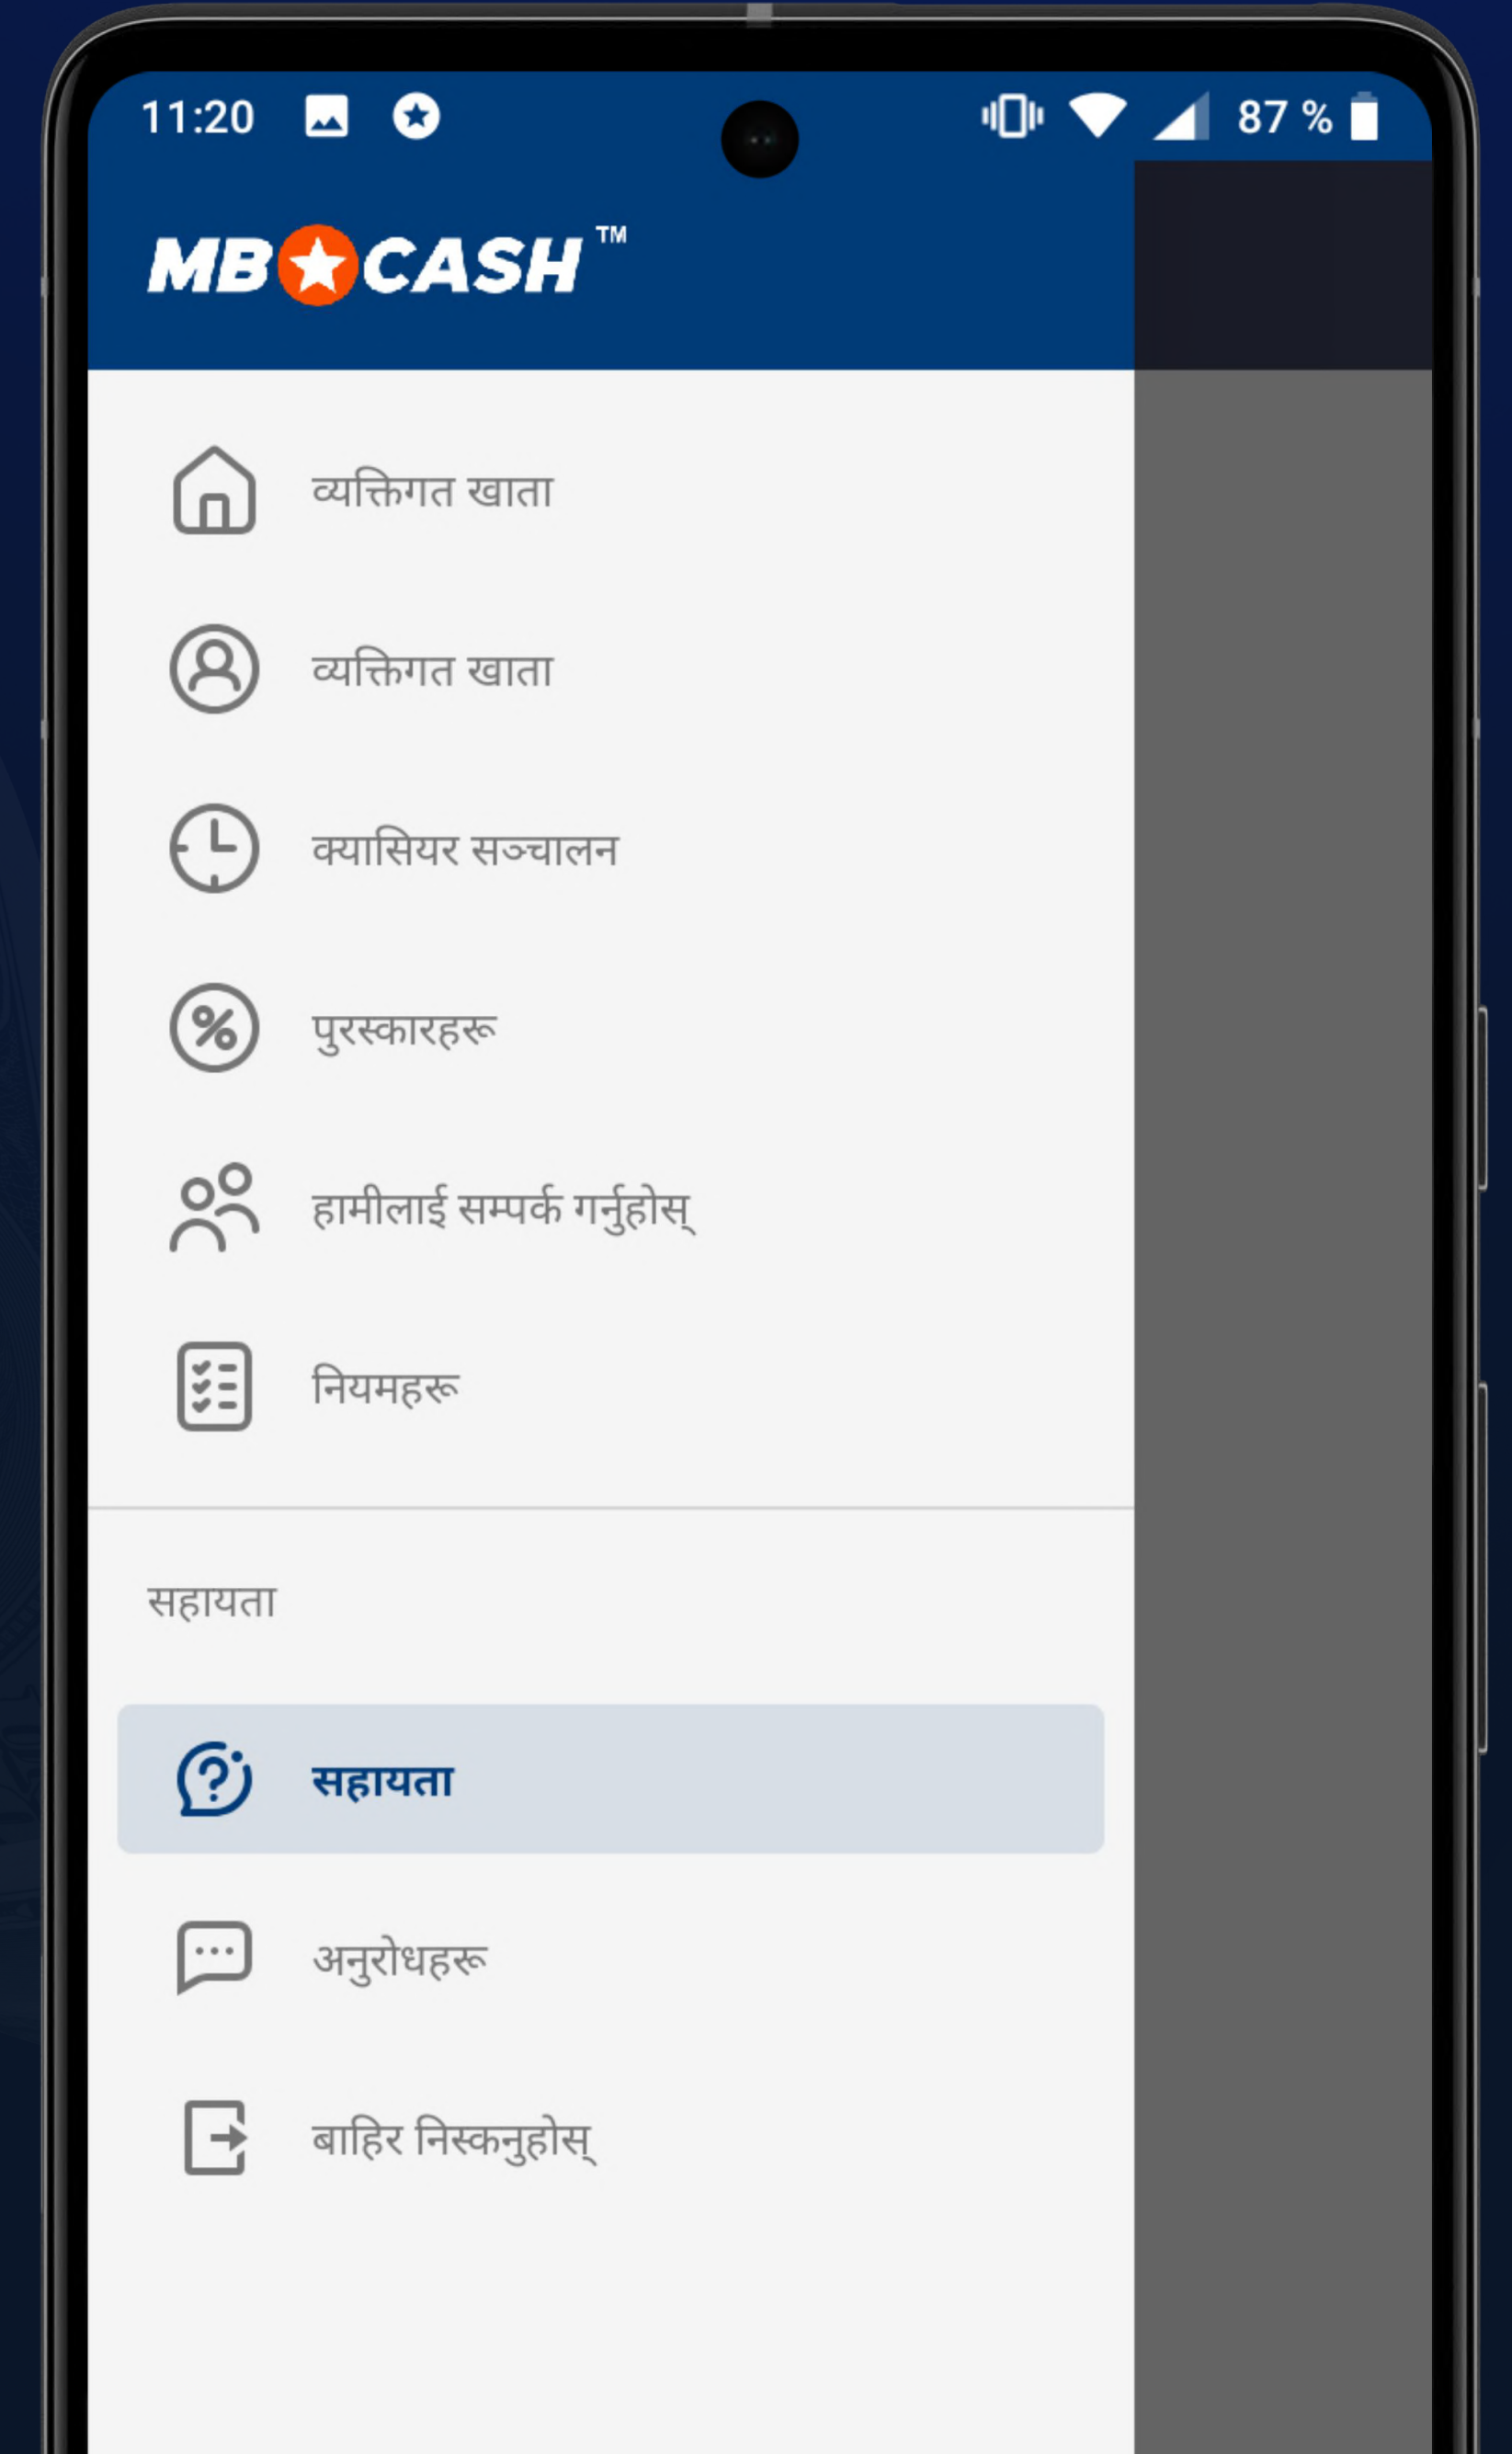 11:20
87 %
MB CASH ™
व्यक्तिगत खाता
व्यक्तिगत खाता
क्यासियर सञ्चालन
पुरस्कारहरू
हामीलाई सम्पर्क गर्नुहोस्
नियमहरू
सहायता
सहायता
अनुरोधहरू
बाहिर निस्कनुहोस्